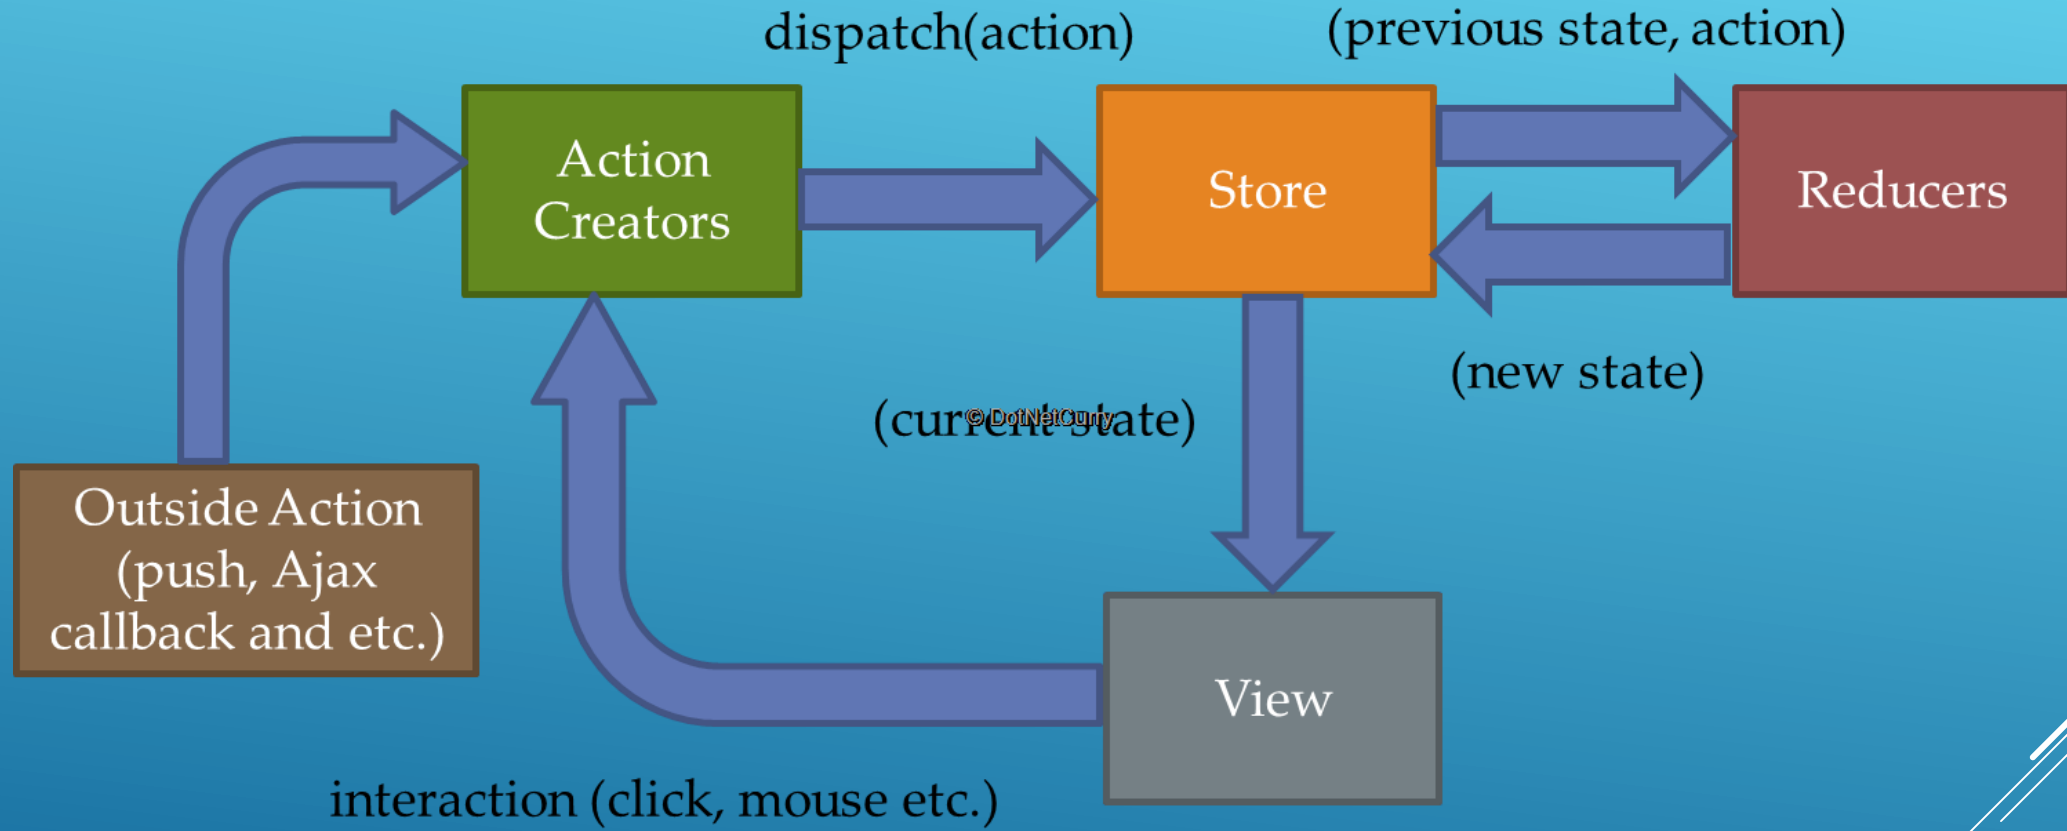 dispatch(action)
(previous state, action)
Action
Creators
Store
Reducers
(new state)
(current state)
© DotNetCurry
Outside Action
(push, Ajax
callback and etc.)
View
interaction (click, mouse etc.)